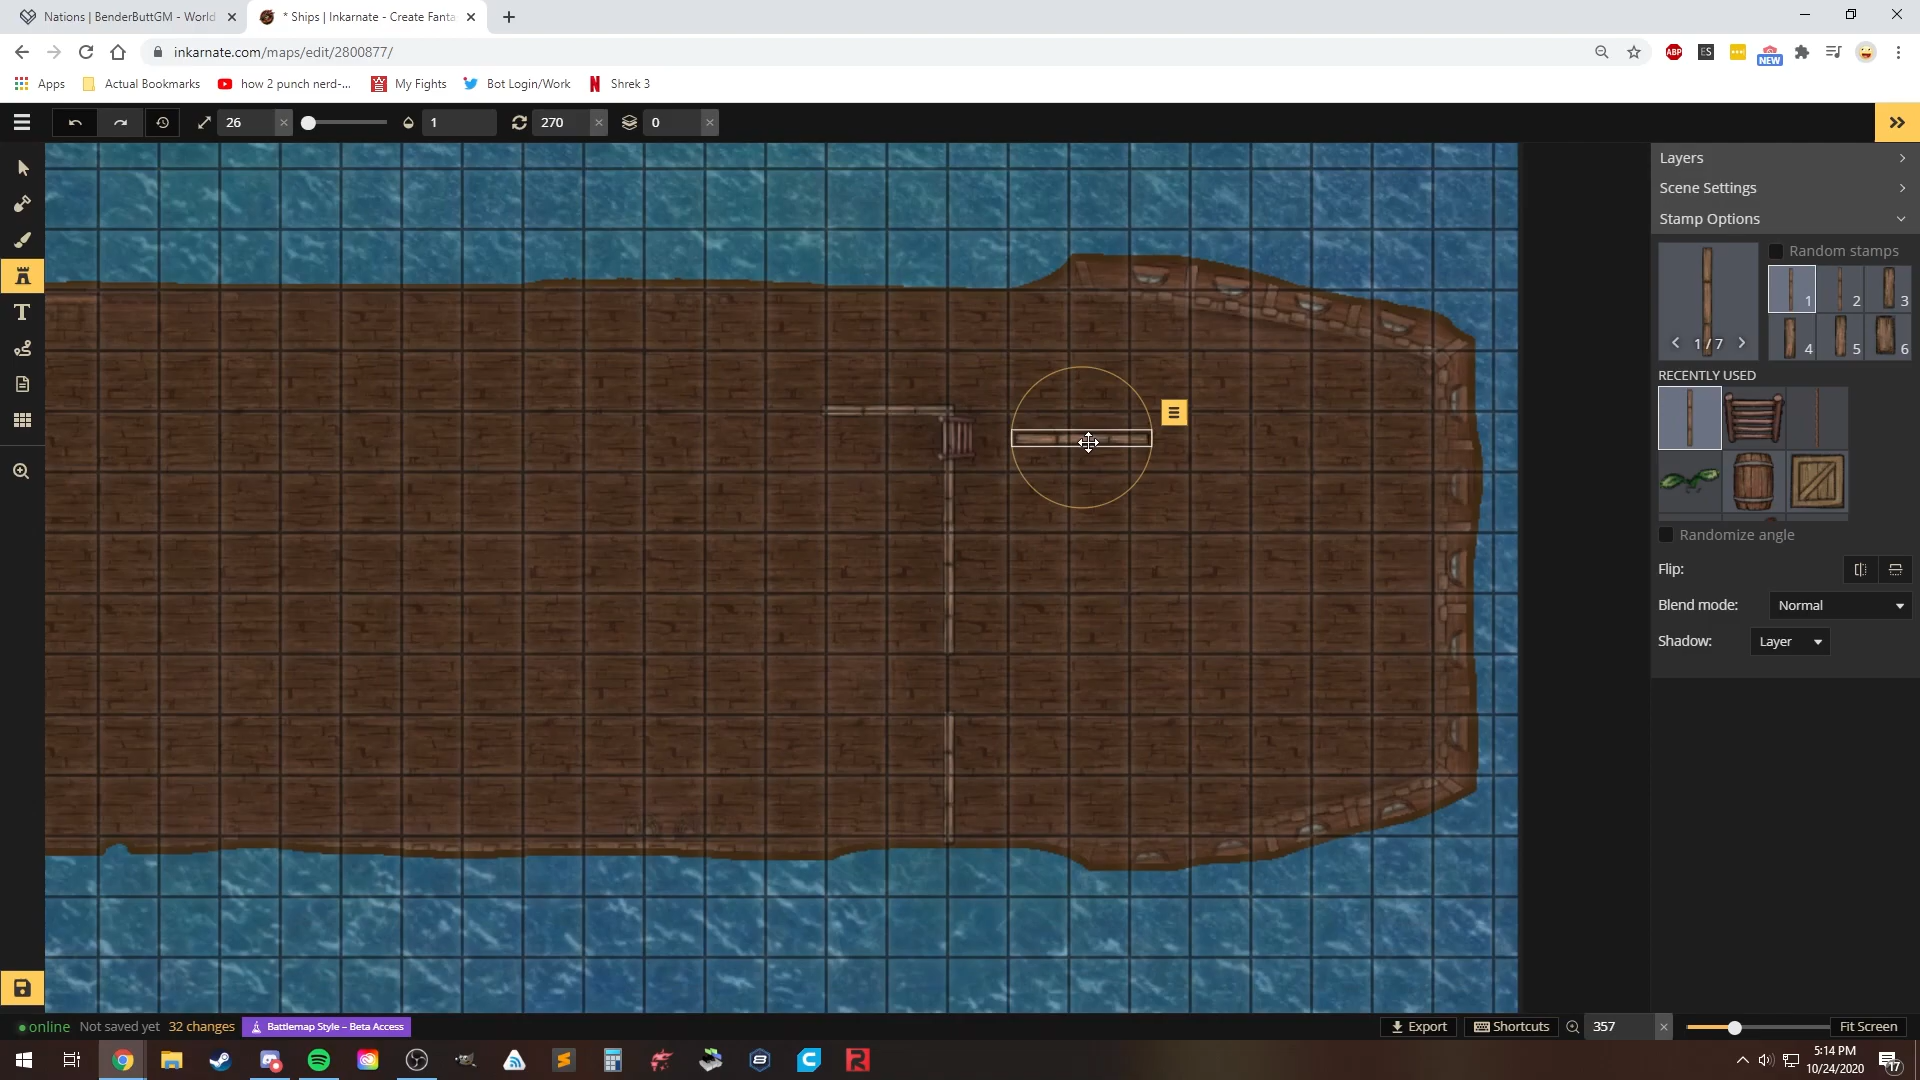 Nations | BenderButtGM - World
* Ships | Inkarnate - Create Fanta
inkarnate.com/maps/edit/2800877/
ABP
ES
NEW
Apps
Actual Bookmarks
how 2 punch nerd-...
My Fights
Bot Login/Work
Shrek 3
26
1
270
0
Layers
Scene Settings
Stamp Options
Random stamps
1
2
3
1 / 7
4
5
6
RECENTLY USED
Randomize angle
Flip:
Blend mode:
Normal
Shadow:
Layer
online
Not saved yet
32 changes
Battlemap Style – Beta Access
Export
Shortcuts
357
Fit Screen
5:14 PM
10/24/2020
17